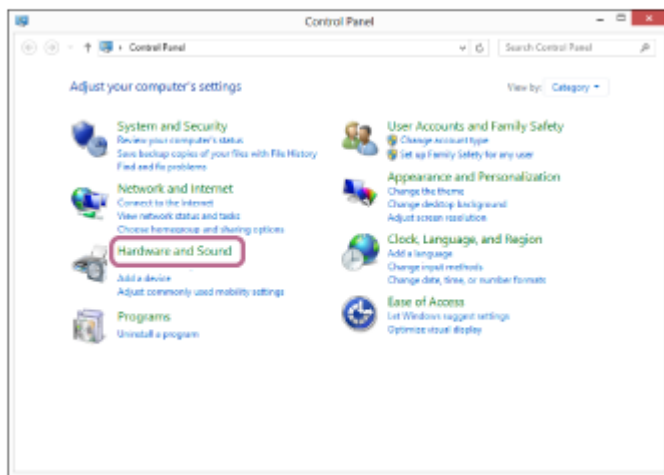 Control Panel
Control Panel
Search Control Panel
Adjust your computer's settings
View by: Category
System and Security
Review your computer's status
Save backup copies of your files with File History
Find and fix problems
Network and Internet
Connect to the Internet
View network status and tasks
Choose homegroup and sharing options
Hardware and Sound
Add a device
Adjust commonly used mobility settings
Programs
Uninstall a program
User Accounts and Family Safety
Change account type
Set up Family Safety for any user
Appearance and Personalization
Change the theme
Change desktop background
Adjust screen resolution
Clock, Language, and Region
Add a language
Change input methods
Change date, time, or number formats
Ease of Access
Let Windows suggest settings
Optimize visual display